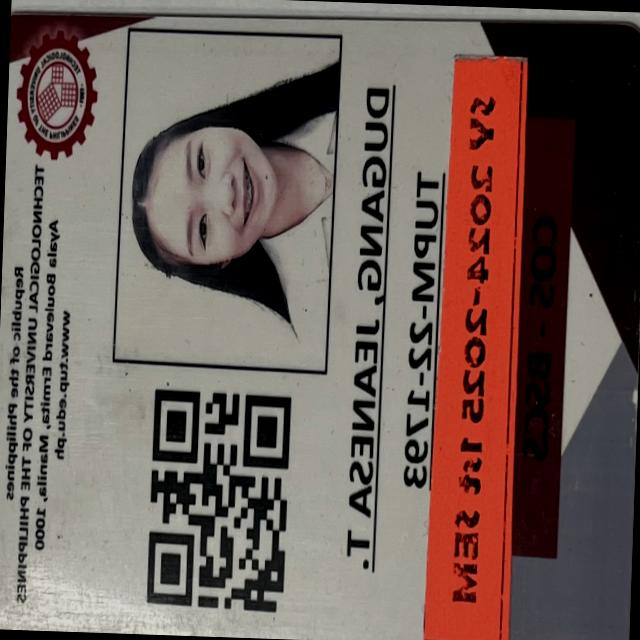 Republic of the Philippines
TECHNOLOGICAL UNIVERSITY OF THE PHILIPPINES
Ayala Boulevard Ermita, Manila, 1000
www.tup.edu.ph
DUGANG, JEANESA T.
TUPM-22-1793
SY 2024-2025 1st SEM
COS - BSCS